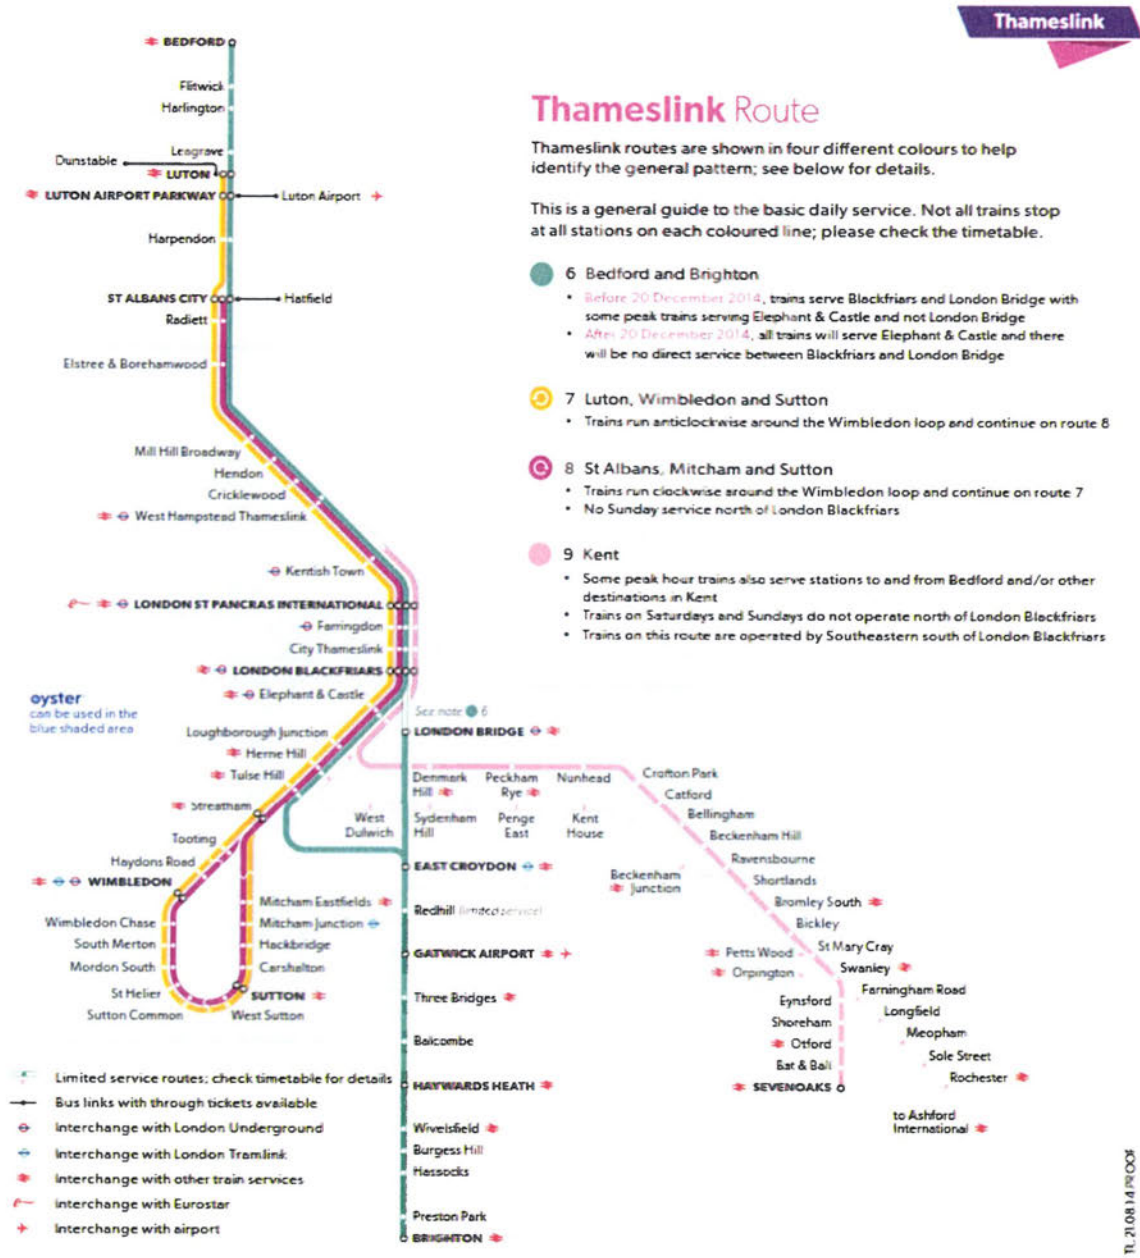 Thameslink
BEDFORD
Flitwick
Harlington
Leagrave
Dunstable
LUTON
LUTON AIRPORT PARKWAY
Luton Airport
Harpendon
ST ALBANS CITY
Hatfield
Radlett
Elstree & Borehamwood
Mill Hill Broadway
Hendon
Cricklewood
West Hampstead Thameslink
Kentish Town
LONDON ST PANCRAS INTERNATIONAL
Farringdon
City Thameslink
LONDON BLACKFRIARS
Elephant & Castle
Loughborough Junction
Herne Hill
Tulse Hill
Streatham
Tooting
Haydons Road
WIMBLEDON
Wimbledon Chase
South Merton
Mordon South
St Helier
Sutton Common
West Sutton
SUTTON
Carshalton
Hackbridge
Mitcham Junction
Mitcham Eastfields
oyster
can be used in the
blue shaded area
Thameslink Route
Thameslink routes are shown in four different colours to help
identify the general pattern; see below for details.
This is a general guide to the basic daily service. Not all trains stop
at all stations on each coloured line; please check the timetable.
6 Bedford and Brighton
• Before 20 December 2014, trains serve Blackfriars and London Bridge with
some peak trains serving Elephant & Castle and not London Bridge
• After 20 December 2014, all trains will serve Elephant & Castle and there
will be no direct service between Blackfriars and London Bridge
7 Luton, Wimbledon and Sutton
• Trains run anticlockwise around the Wimbledon loop and continue on route 8
8 St Albans, Mitcham and Sutton
• Trains run clockwise around the Wimbledon loop and continue on route 7
• No Sunday service north of London Blackfriars
9 Kent
• Some peak hour trains also serve stations to and from Bedford and/or other
destinations in Kent
• Trains on Saturdays and Sundays do not operate north of London Blackfriars
• Trains on this route are operated by Southeastern south of London Blackfriars
See note 6
LONDON BRIDGE
Denmark
Hill
Peckham
Rye
Nunhead
Crofton Park
Catford
Bellingham
Beckenham Hill
Ravensbourne
Shortlands
Bromley South
Bickley
St Mary Cray
Swanley
Farningham Road
Longfield
Meopham
Sole Street
Rochester
to Ashford
International
West
Dulwich
Sydenham
Hill
Penge
East
Kent
House
Beckenham
Junction
Petts Wood
Orpington
Eynsford
Shoreham
Otford
Bat & Ball
SEVENOAKS
EAST CROYDON
Redhill (limited service)
GATWICK AIRPORT
Three Bridges
Balcombe
HAYWARDS HEATH
Wivelsfield
Burgess Hill
Hassocks
Preston Park
BRIGHTON
Limited service routes; check timetable for details
Bus links with through tickets available
Interchange with London Underground
Interchange with London Tramlink
Interchange with other train services
Interchange with Eurostar
Interchange with airport
TL.21.08.14 PROOF